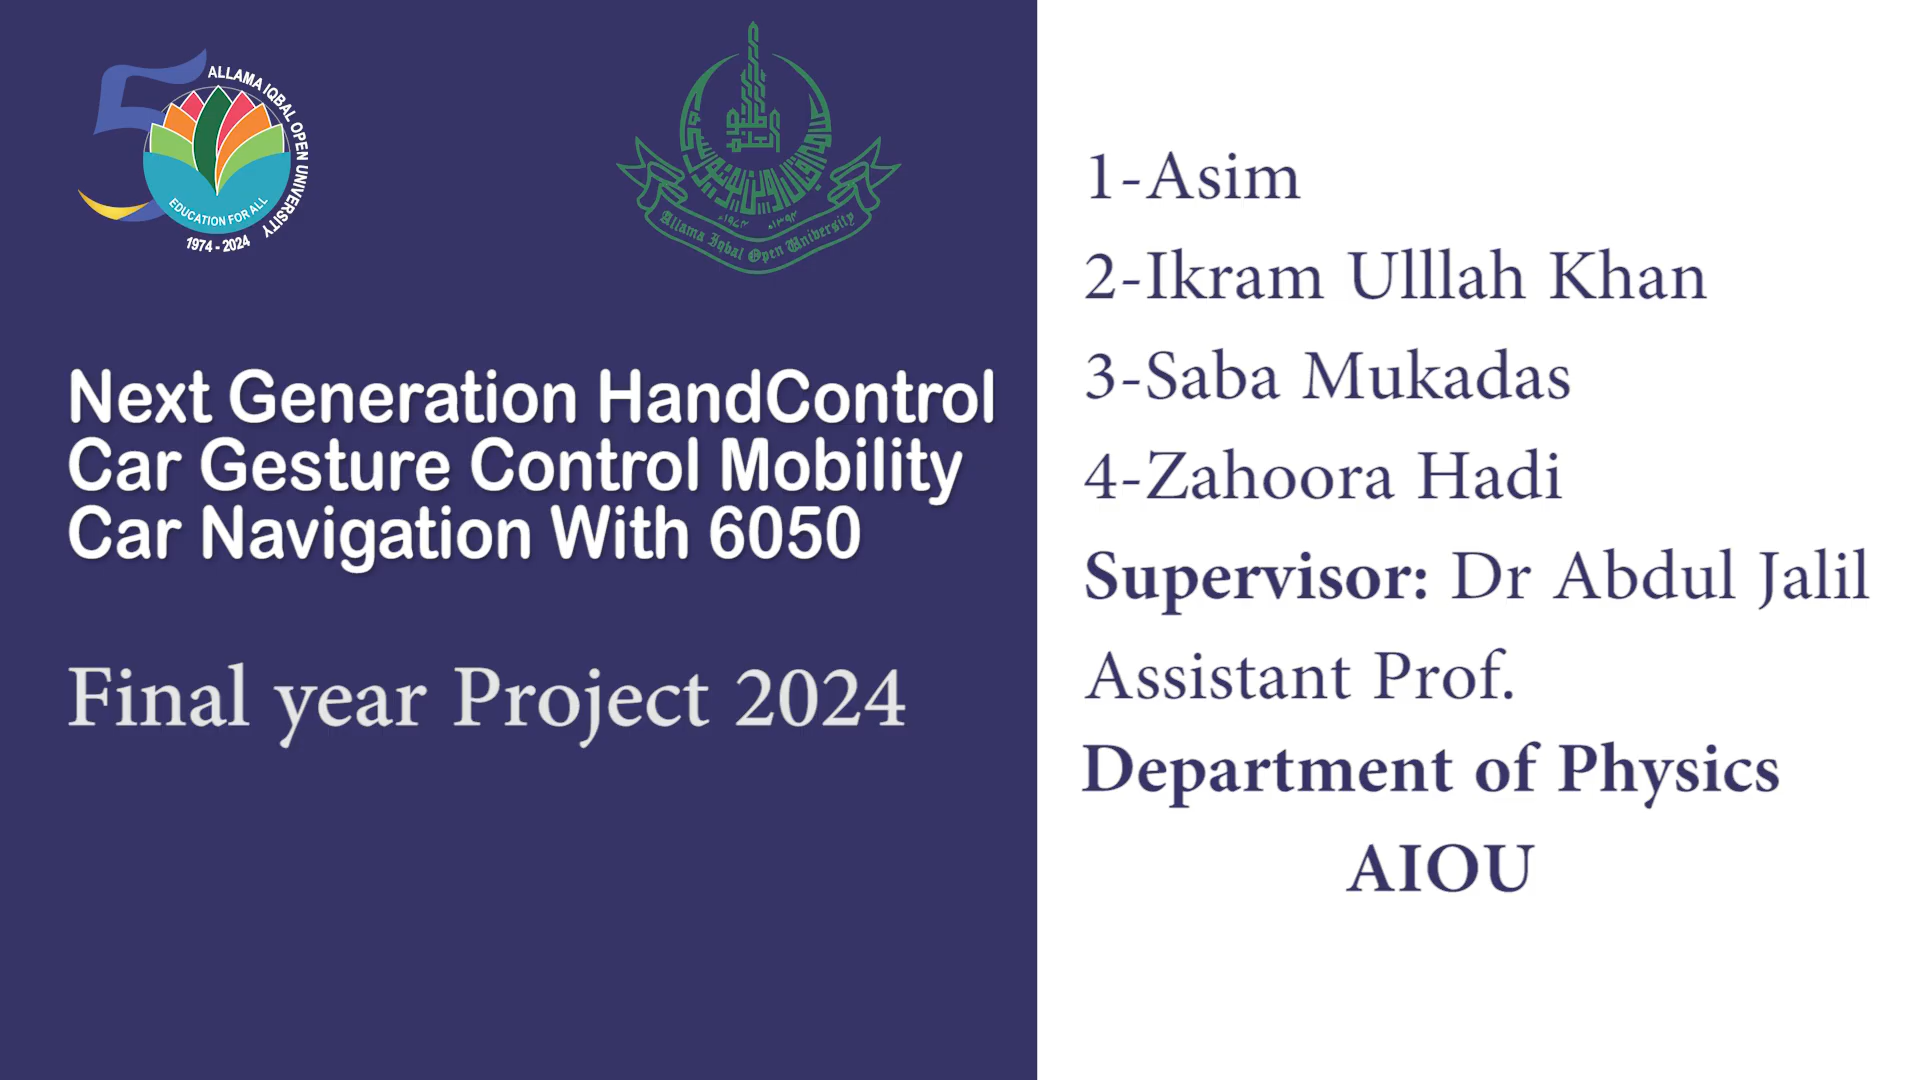 5
ALLAMA IQBAL OPEN UNIVERSITY
EDUCATION FOR ALL
1974 - 2024
Allama Iqbal Open University
Next Generation HandControl
Car Gesture Control Mobility
Car Navigation With 6050
Final year Project 2024
1-Asim
2-Ikram Ulllah Khan
3-Saba Mukadas
4-Zahoora Hadi
Supervisor: Dr Abdul Jalil
Assistant Prof.
Department of Physics
AIOU